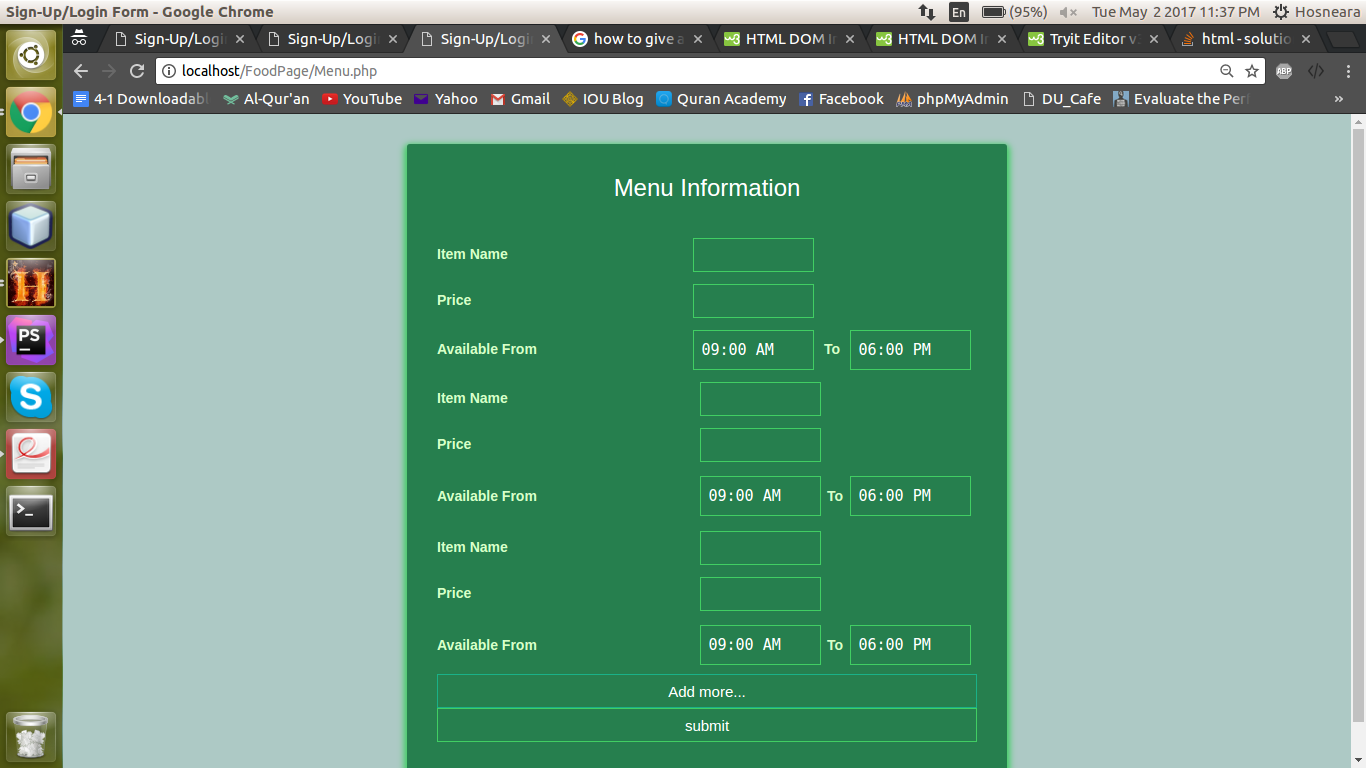 Sign-Up/Login Form - Google Chrome En (95%) Tue May 2 2017 11:37 PM Hosneara
Sign-Up/Logi Sign-Up/Logi Sign-Up/Logi how to give a HTML DOM I HTML DOM I Tryit Editor v html - solutio
localhost/FoodPage/Menu.php ABP
4-1 Downloadabl Al-Qur'an YouTube Yahoo Gmail IOU Blog Quran Academy Facebook phpMyAdmin DU_Cafe Evaluate the Per »
Menu Information
Item Name
Price
Available From 09:00 AM To 06:00 PM
Item Name
Price
Available From 09:00 AM To 06:00 PM
Item Name
Price
Available From 09:00 AM To 06:00 PM
Add more...
submit
H
PS
S
>_